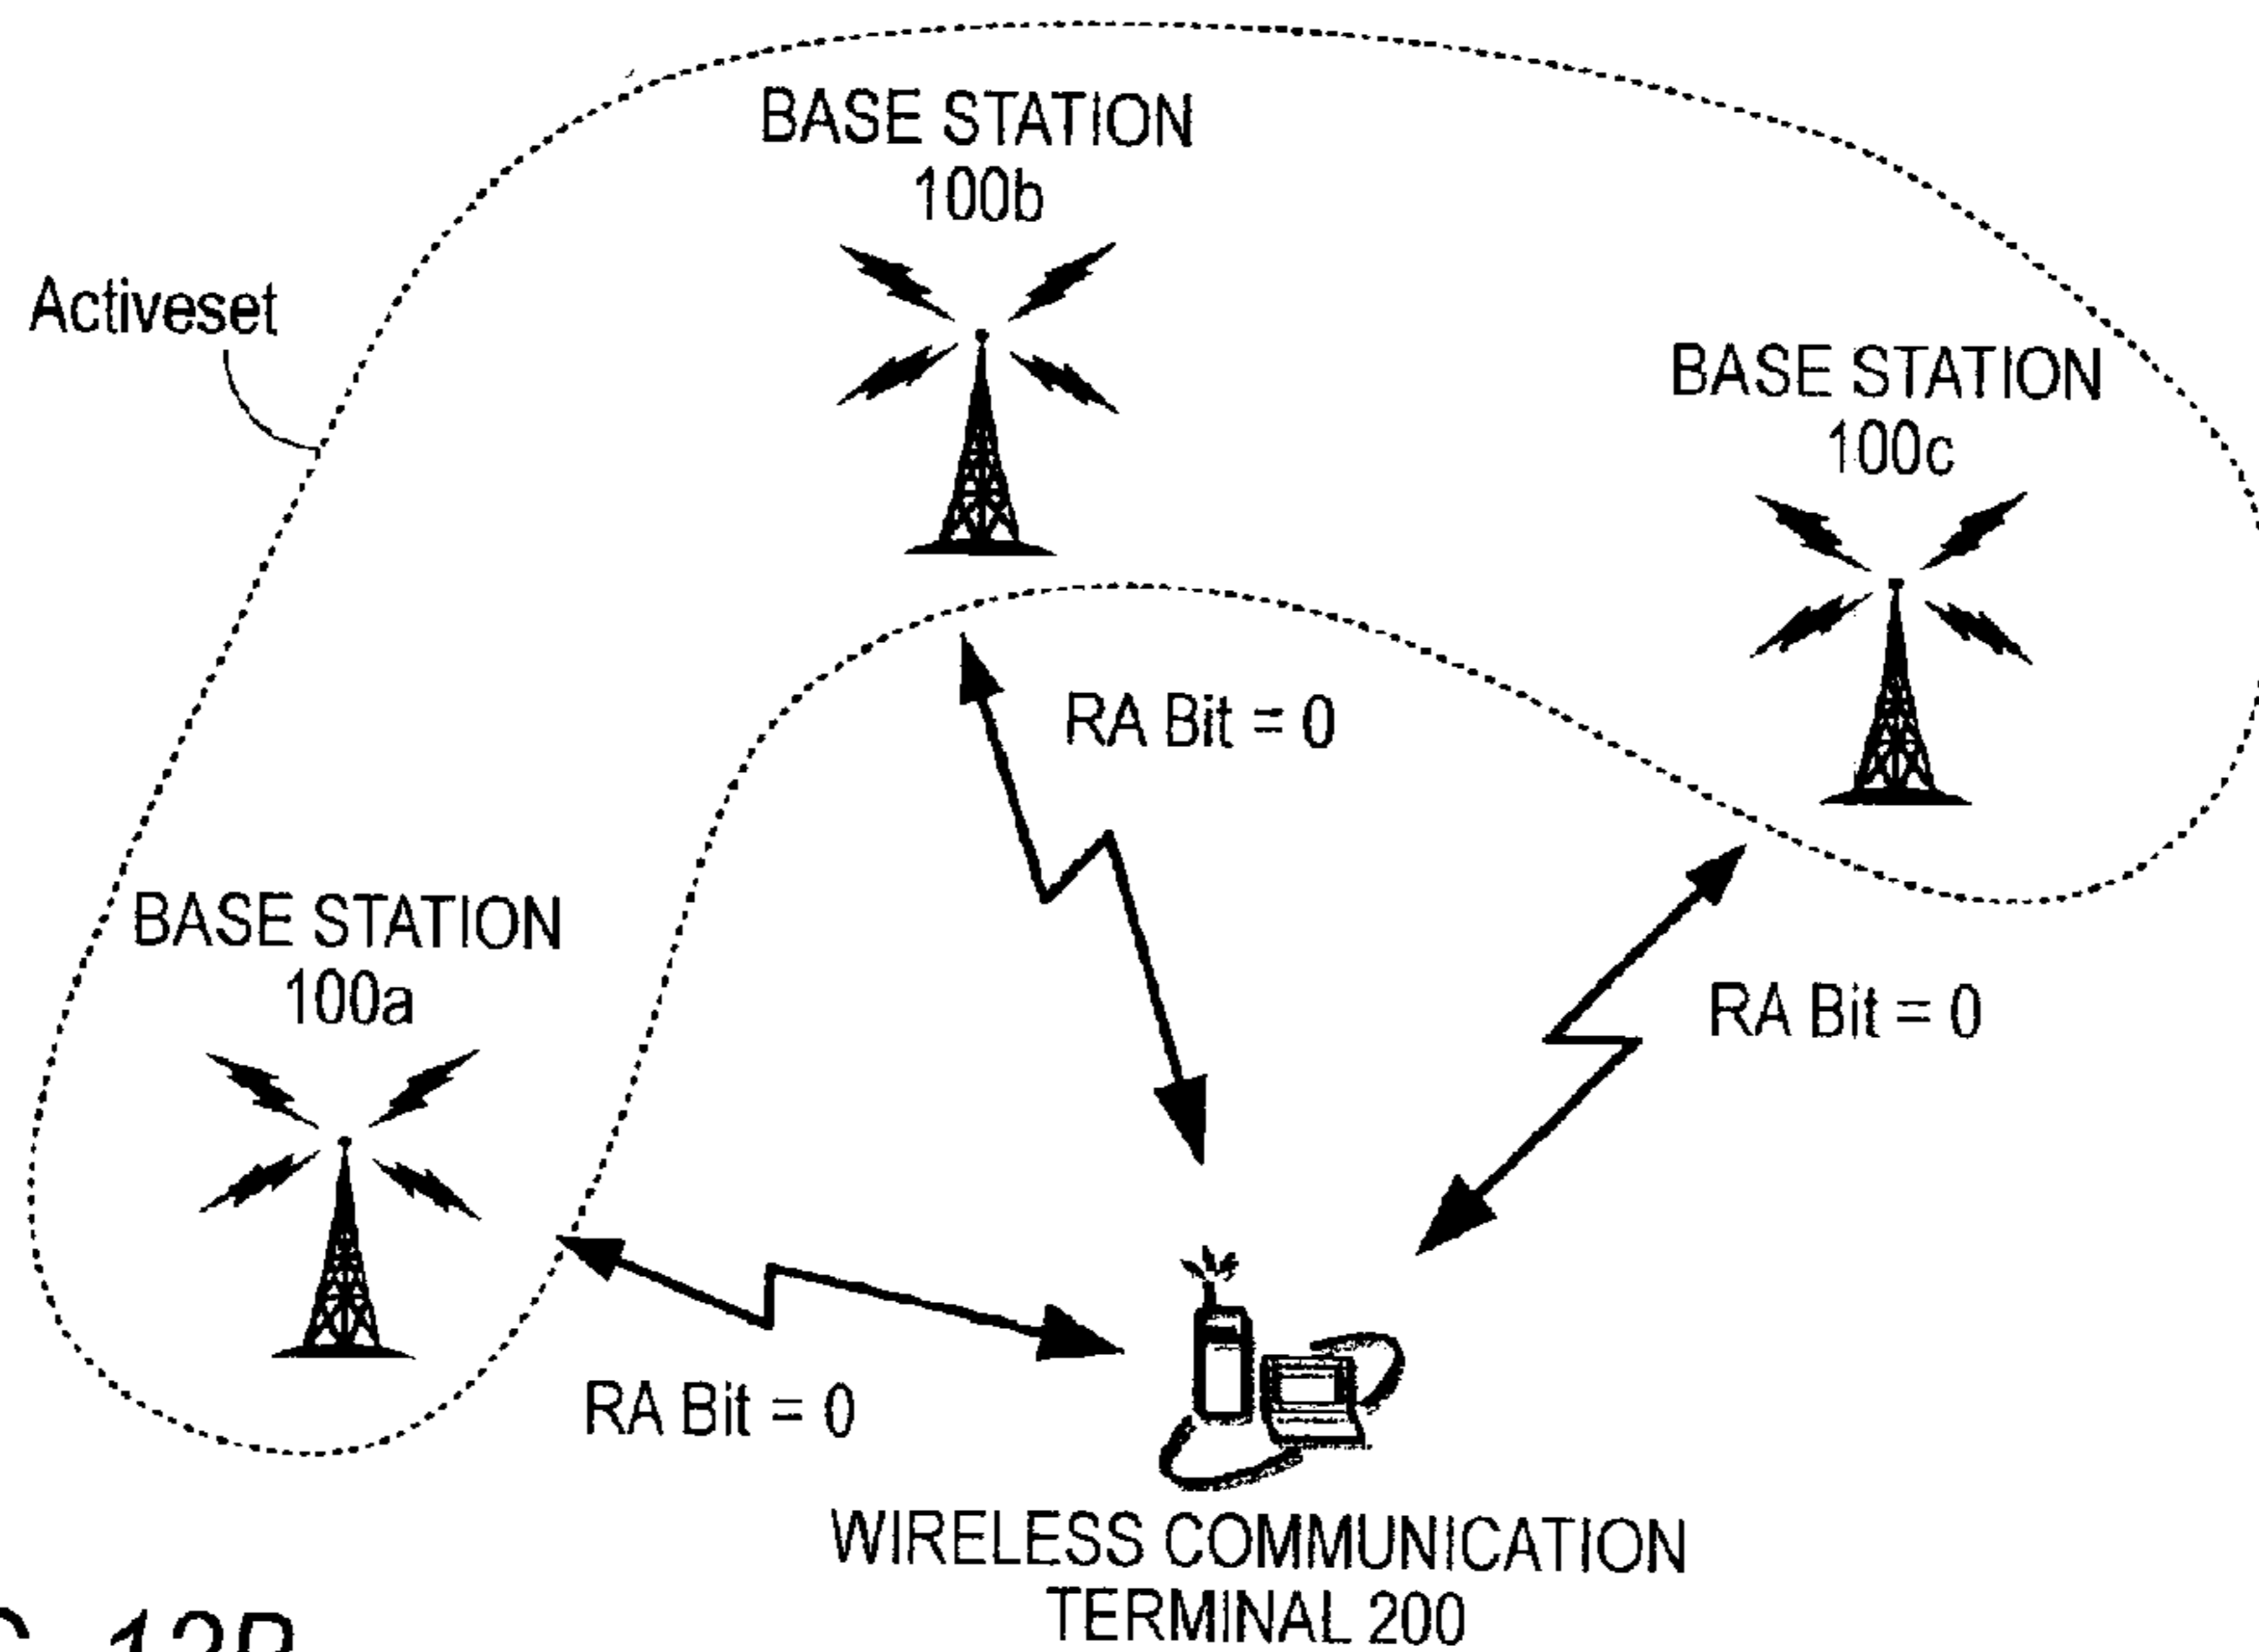 BASE STATION
100b
Activeset
BASE STATION
100c
RA Bit = 0
BASE STATION
100a
RA Bit = 0
RA Bit = 0
WIRELESS COMMUNICATION
TERMINAL 200